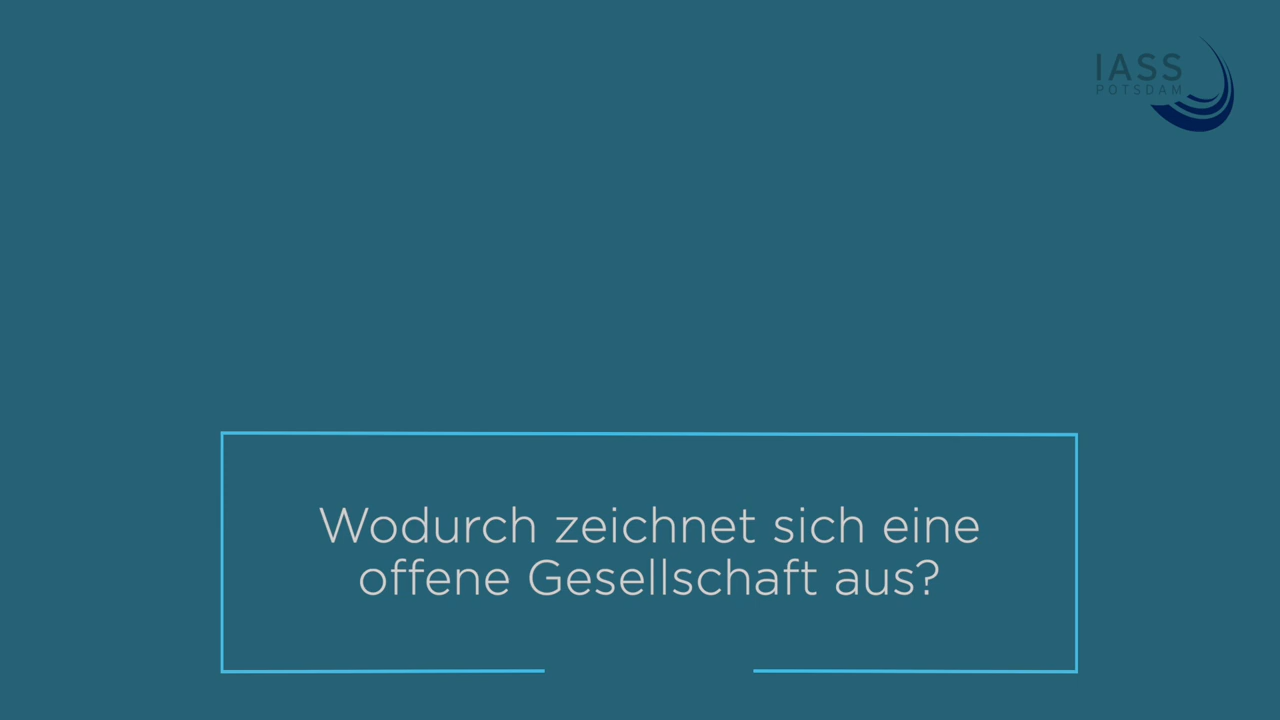 IASS
POTSDAM
Wodurch zeichnet sich eine
offene Gesellschaft aus?